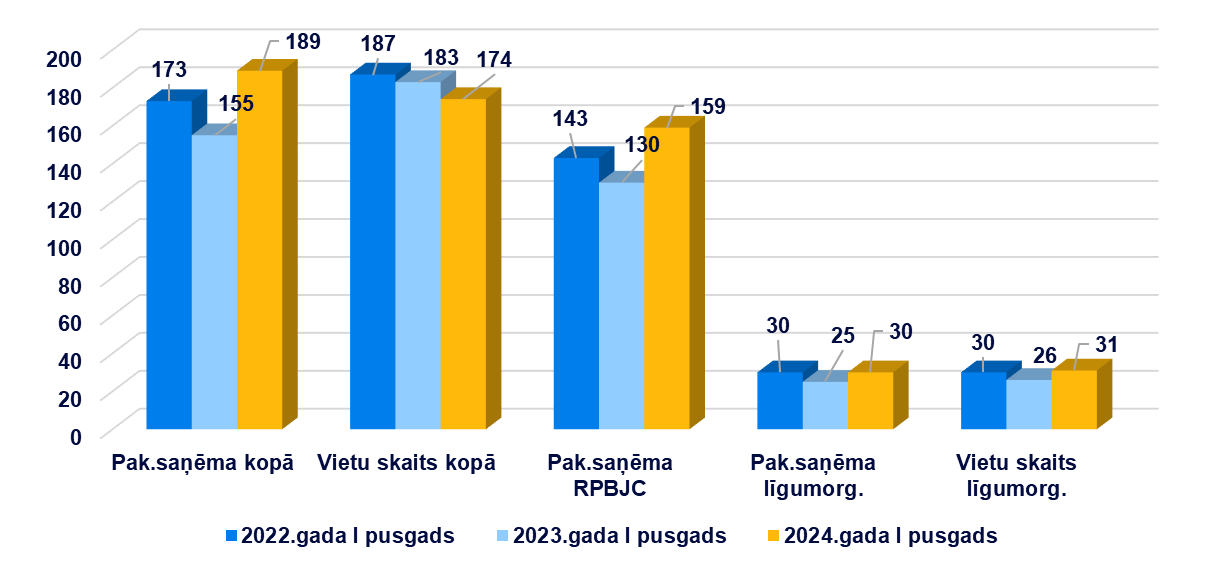 200
180
160
140
120
100
80
60
40
20
0
173
155
189
187
183
174
143
130
159
30
25
30
30
26
31
Pak.saņēma kopā
Vietu skaits kopā
Pak.saņēma
RPBJC
Pak.saņēma
līgumorg.
Vietu skaits
līgumorg.
2022.gada I pusgads
2023.gada I pusgads
2024.gada I pusgads